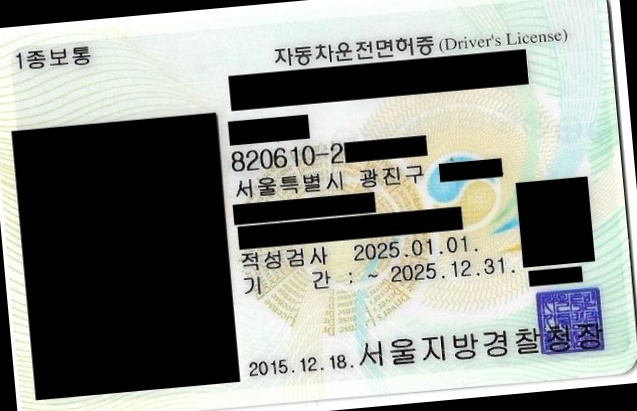 1종보통
자동차운전면허증 (Driver's License)
820610-2
서울특별시 광진구
적성검사 2025.01.01.
기 간 : ~ 2025.12.31.
2015.12.18. 서울지방경찰청장